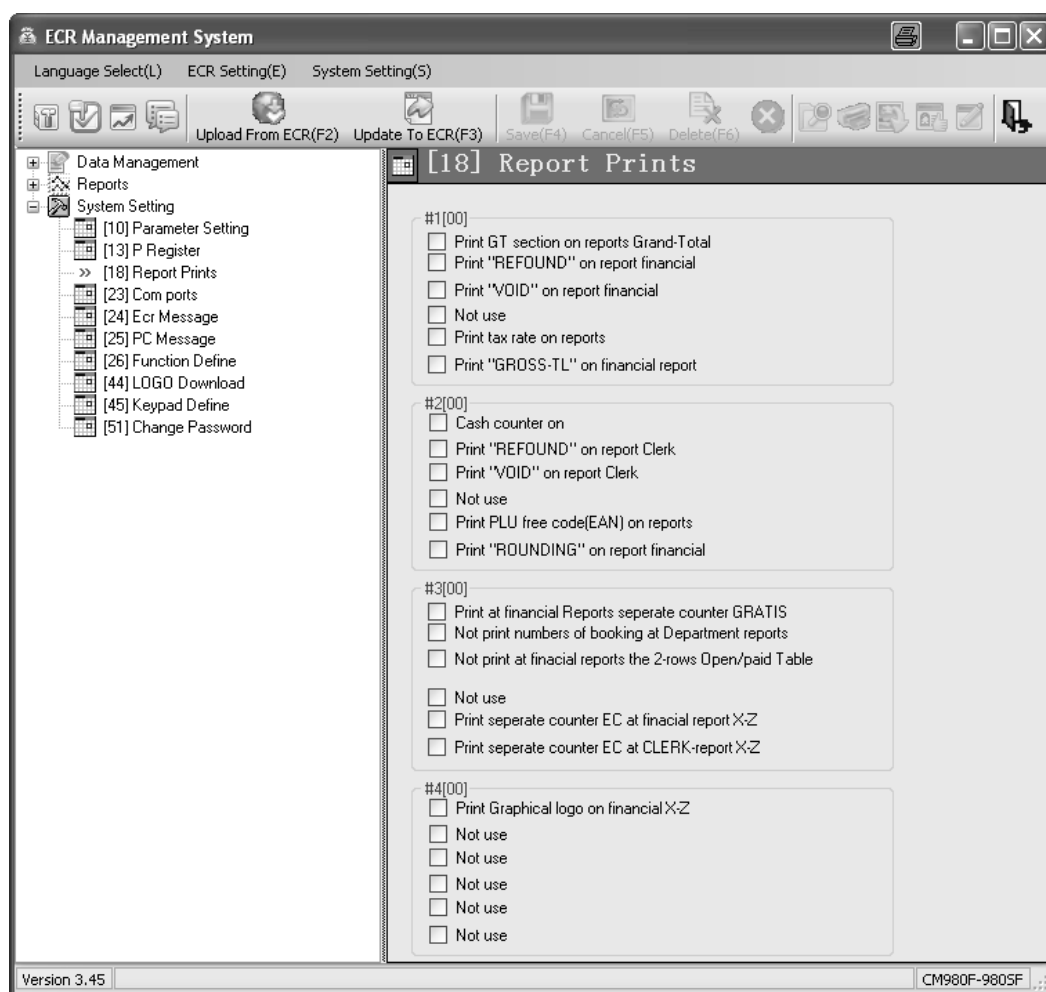 ECR Management System
Language Select(L) ECR Setting(E) System Setting(S)
Upload From ECR(F2) Update To ECR(F3) Save(F4) Cancel(F5) Delete(F6)
Data Management
Reports
System Setting
[10] Parameter Setting
[13] P Register
[18] Report Prints
[23] Com ports
[24] Ecr Message
[25] PC Message
[26] Function Define
[44] LOGO Download
[45] Keypad Define
[51] Change Password
[18] Report Prints
#1[00]
Print GT section on reports Grand-Total
Print "REFOUND" on report financial
Print "VOID" on report financial
Not use
Print tax rate on reports
Print "GROSS-TL" on financial report
#2[00]
Cash counter on
Print "REFOUND" on report Clerk
Print "VOID" on report Clerk
Not use
Print PLU free code(EAN) on reports
Print "ROUNDING" on report financial
#3[00]
Print at financial Reports seperate counter GRATIS
Not print numbers of booking at Department reports
Not print at finacial reports the 2-rows Open/paid Table
Not use
Print seperate counter EC at finacial report X-Z
Print seperate counter EC at CLERK-report X-Z
#4[00]
Print Graphical logo on financial X-Z
Not use
Not use
Not use
Not use
Not use
Version 3.45 CM980F-980SF